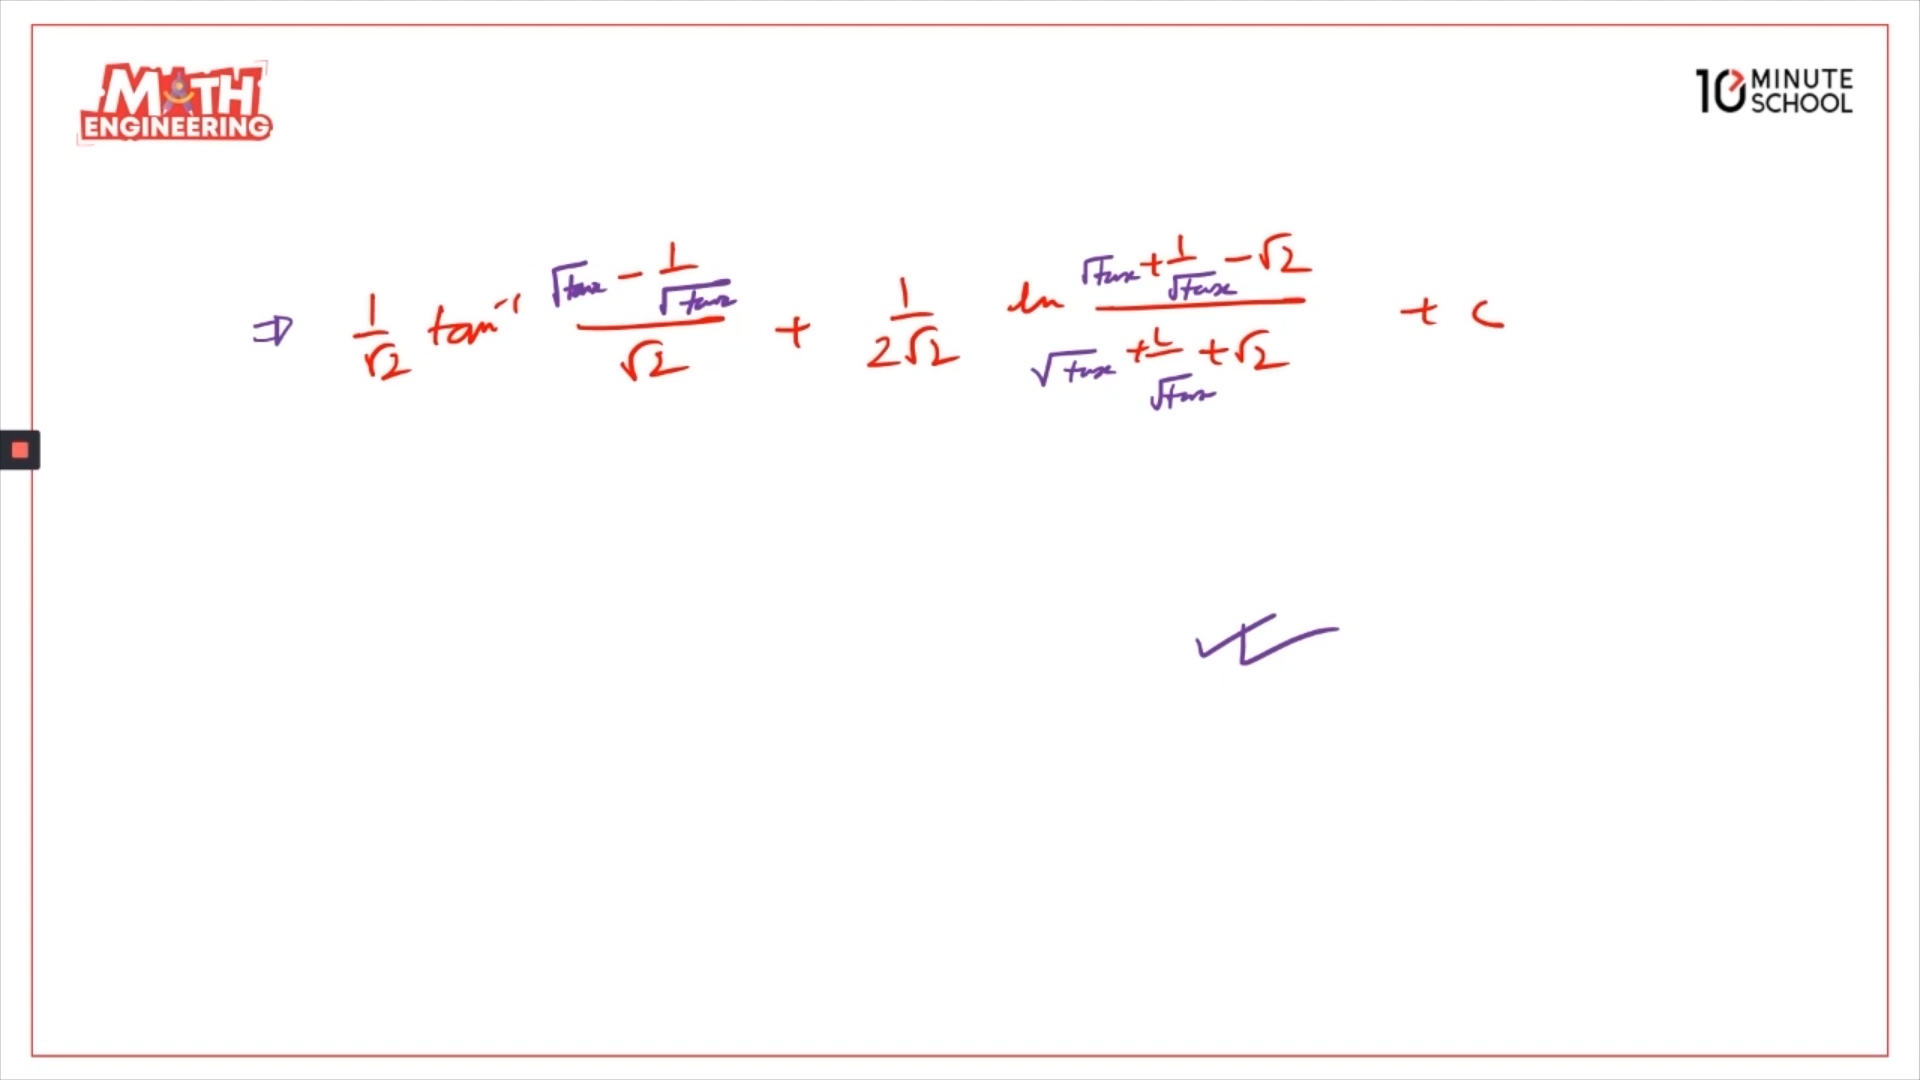 MATH
ENGINEERING
10 MINUTE
SCHOOL
⇒ 1/√2 tan⁻¹ (√tanx − 1/√tanx)/√2 + 1/2√2 ln (√tanx + 1/√tanx − √2)/(√tanx + 1/√tanx + √2) + c